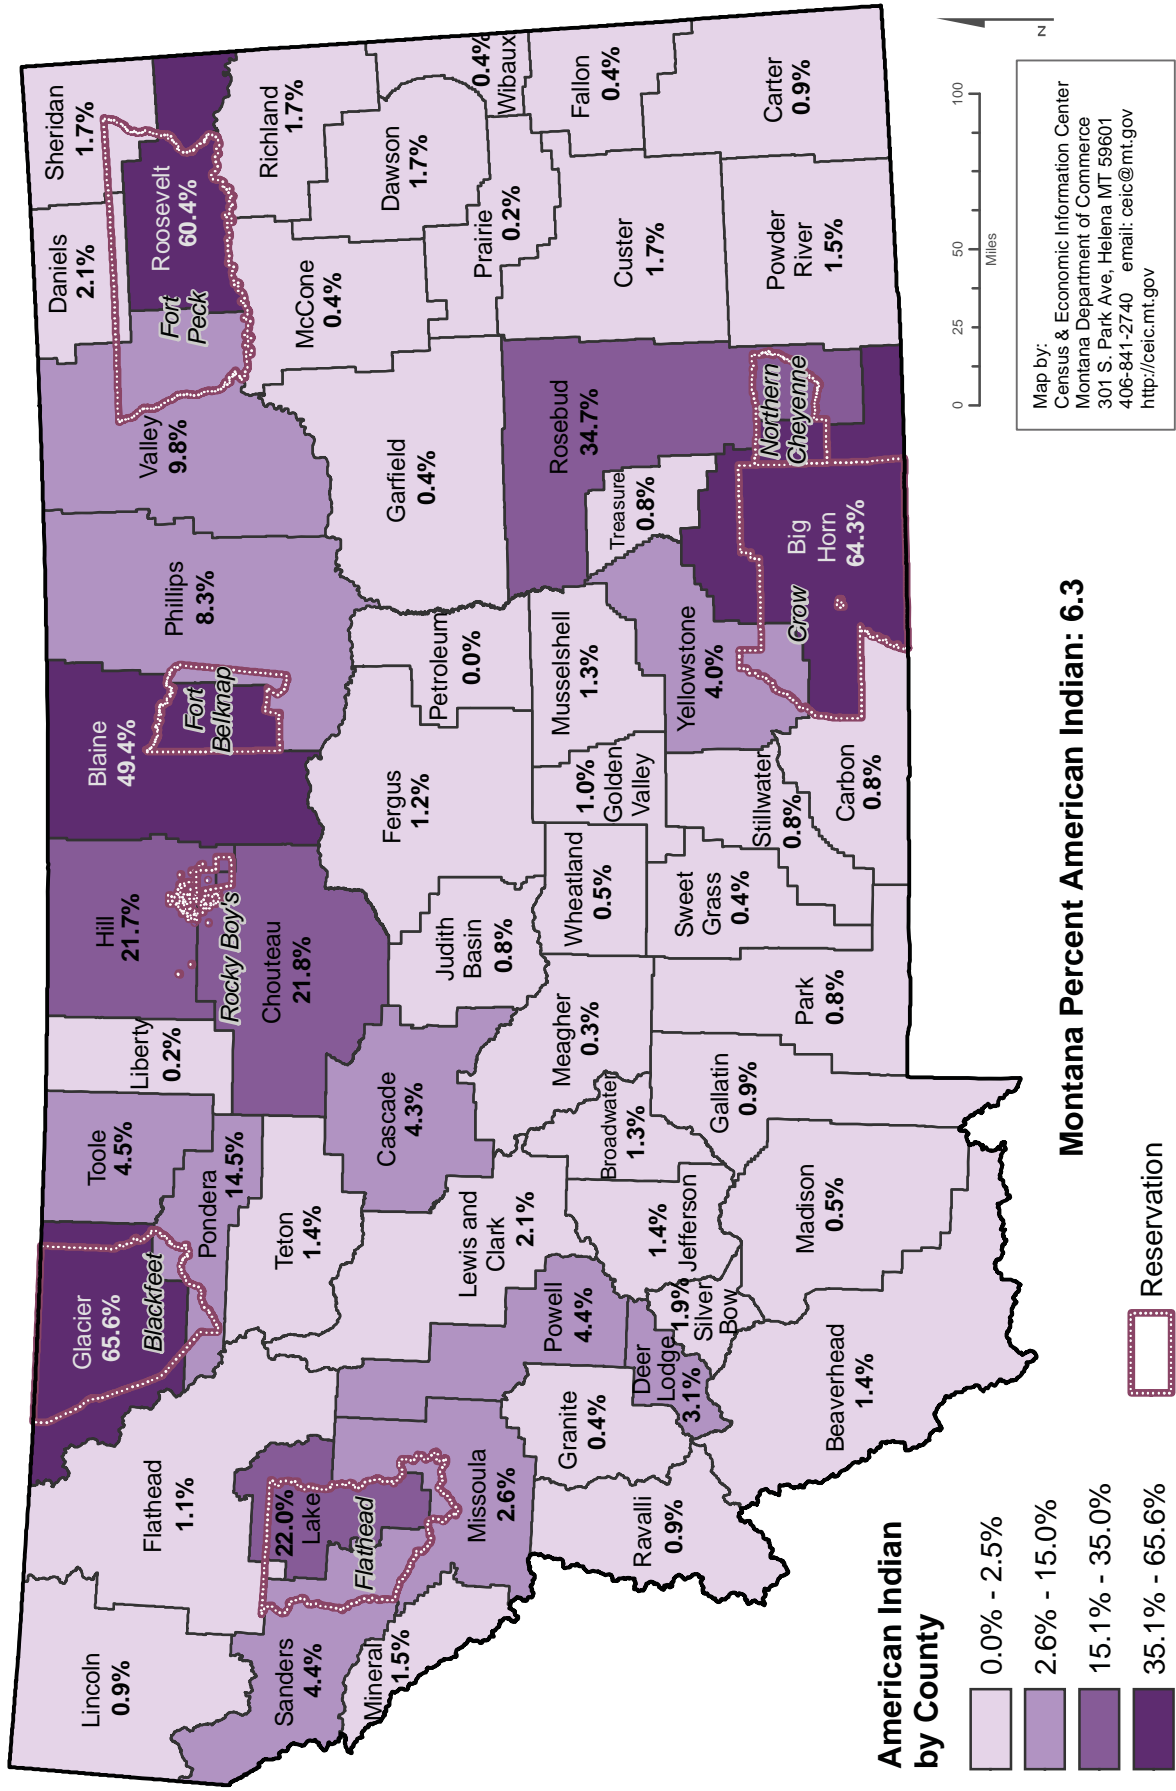 Lincoln
0.9%
Flathead
1.1%
Glacier
65.6%
Blackfeet
Toole
4.5%
Liberty
0.2%
Hill
21.7%
Rocky Boy's
Blaine
49.4%
Fort
Belknap
Phillips
8.3%
Valley
9.8%
Daniels
2.1%
Sheridan
1.7%
Roosevelt
60.4%
Fort
Peck
Sanders
4.4%
22.0%
Lake
Flathead
Pondera
14.5%
Teton
1.4%
Chouteau
21.8%
Richland
1.7%
McCone
0.4%
Dawson
1.7%
0.4%
Wibaux
Prairie
0.2%
Garfield
0.4%
Petroleum
0.0%
Fergus
1.2%
Judith
Basin
0.8%
Cascade
4.3%
Lewis and
Clark
2.1%
Mineral
1.5%
Missoula
2.6%
Powell
4.4%
Granite
0.4%
Deer
Lodge
3.1%
1.9%
Silver
Bow
1.4%
Jefferson
Broadwater
1.3%
Meagher
0.3%
Wheatland
0.5%
1.0%
Golden
Valley
Musselshell
1.3%
Rosebud
34.7%
Treasure
0.8%
Custer
1.7%
Fallon
0.4%
Carter
0.9%
Powder
River
1.5%
Northern
Cheyenne
Big
Horn
64.3%
Crow
Yellowstone
4.0%
Stillwater
0.8%
Carbon
0.8%
Sweet
Grass
0.4%
Park
0.8%
Gallatin
0.9%
Madison
0.5%
Beaverhead
1.4%
Ravalli
0.9%
American Indian
by County
0.0% - 2.5%
2.6% - 15.0%
15.1% - 35.0%
35.1% - 65.6%
Reservation
Montana Percent American Indian: 6.3
0 25 50 100
Miles
N
Map by:
Census & Economic Information Center
Montana Department of Commerce
301 S. Park Ave, Helena MT 59601
406-841-2740 email: ceic@mt.gov
http://ceic.mt.gov